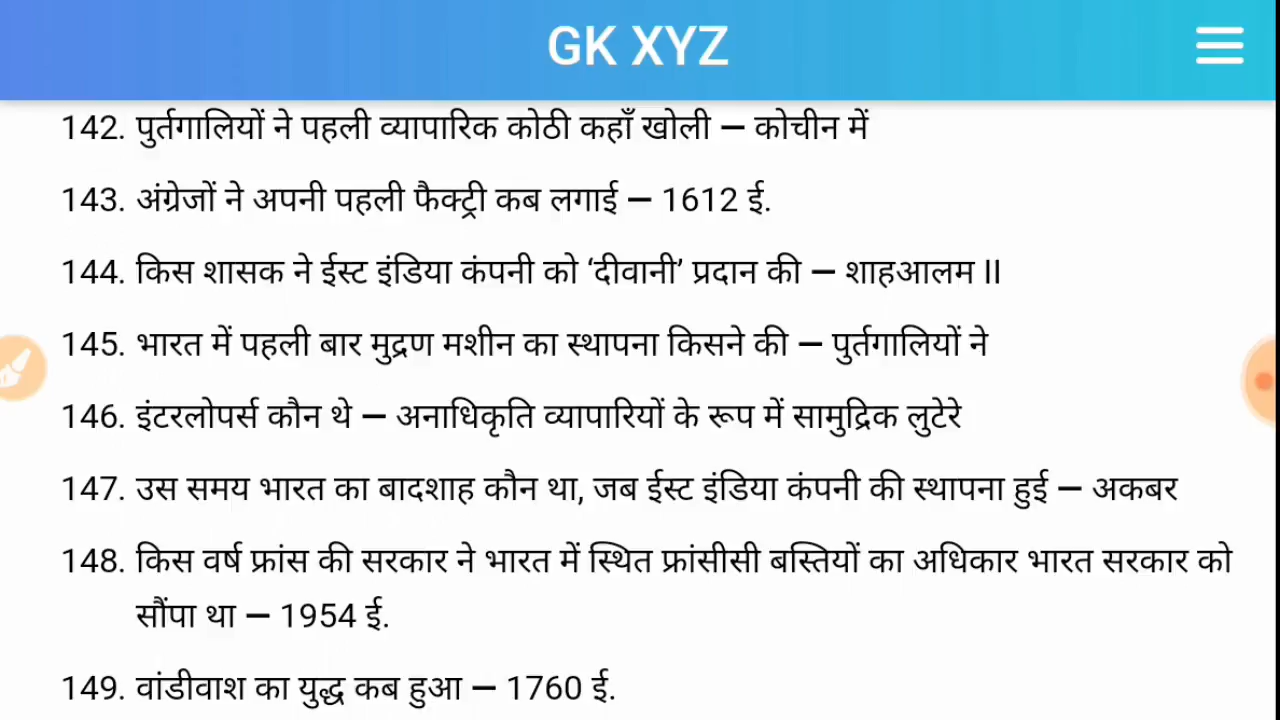 GK XYZ
142. पुर्तगालियों ने पहली व्यापारिक कोठी कहाँ खोली – कोचीन में
143. अंग्रेजों ने अपनी पहली फैक्ट्री कब लगाई – 1612 ई.
144. किस शासक ने ईस्ट इंडिया कंपनी को ‘दीवानी’ प्रदान की – शाहआलम II
145. भारत में पहली बार मुद्रण मशीन का स्थापना किसने की – पुर्तगालियों ने
146. इंटरलोपर्स कौन थे – अनाधिकृति व्यापारियों के रूप में सामुद्रिक लुटेरे
147. उस समय भारत का बादशाह कौन था, जब ईस्ट इंडिया कंपनी की स्थापना हुई – अकबर
148. किस वर्ष फ्रांस की सरकार ने भारत में स्थित फ्रांसीसी बस्तियों का अधिकार भारत सरकार को
सौंपा था – 1954 ई.
149. वांडीवाश का युद्ध कब हुआ – 1760 ई.